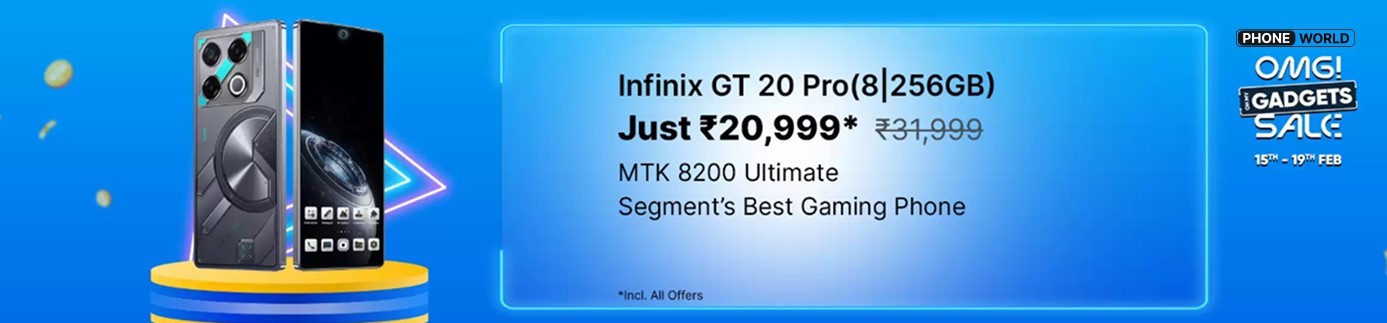 Infinix GT 20 Pro(8|256GB)
Just ₹20,999* ₹31,999
MTK 8200 Ultimate
Segment's Best Gaming Phone
*Incl. All Offers
PHONE WORLD
OMG!
GADGETS
SALE
15TH - 19TH FEB